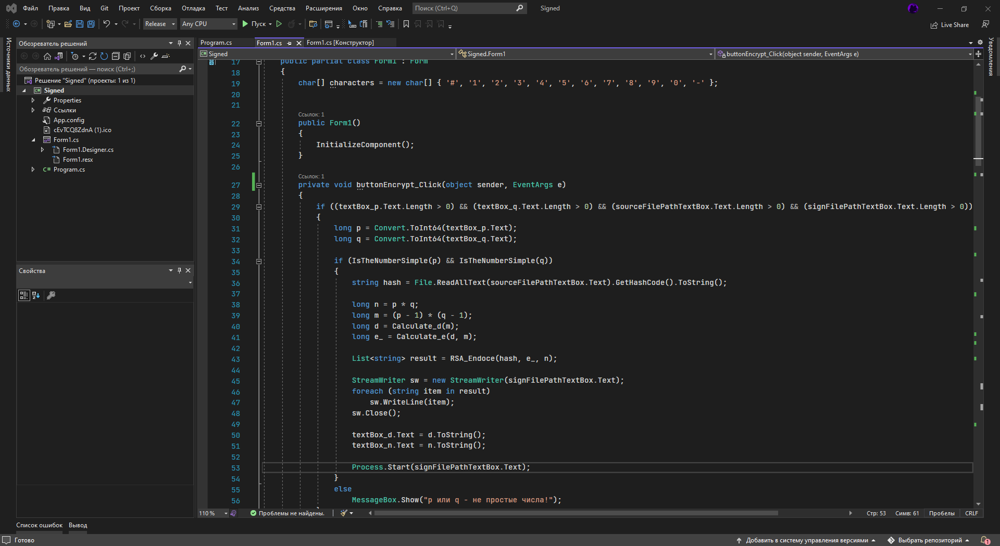 Файл Правка Вид Git Проект Сборка Отладка Тест Анализ Средства Расширения Окно Справка Поиск (Ctrl+Q) Signed
Release Any CPU Пуск Live Share
Источники данных
Обозреватель решений
Обозреватель решений — поиск (Ctrl+;)
Решение "Signed" (проекты: 1 из 1)
C# Signed
Properties
Ссылки
App.config
cEvTCQ8ZdnA (1).ico
Form1.cs
Form1.Designer.cs
Form1.resx
C# Program.cs
Свойства
Program.cs Form1.cs Form1.cs [Конструктор]
C# Signed Signed.Form1 buttonEncrypt_Click(object sender, EventArgs e)
Уведомления
17 public partial class Form1 : Form
18 {
19 char[] characters = new char[] { '#', '1', '2', '3', '4', '5', '6', '7', '8', '9', '0', '-' };
20
21
Ссылок: 1
22 public Form1()
23 {
24 InitializeComponent();
25 }
26
Ссылок: 1
27 private void buttonEncrypt_Click(object sender, EventArgs e)
28 {
29 if ((textBox_p.Text.Length > 0) && (textBox_q.Text.Length > 0) && (sourceFilePathTextBox.Text.Length > 0) && (signFilePathTextBox.Text.Length > 0))
30 {
31 long p = Convert.ToInt64(textBox_p.Text);
32 long q = Convert.ToInt64(textBox_q.Text);
33
34 if (IsTheNumberSimple(p) && IsTheNumberSimple(q))
35 {
36 string hash = File.ReadAllText(sourceFilePathTextBox.Text).GetHashCode().ToString();
37
38 long n = p * q;
39 long m = (p - 1) * (q - 1);
40 long d = Calculate_d(m);
41 long e_ = Calculate_e(d, m);
42
43 List<string> result = RSA_Endoce(hash, e_, n);
44
45 StreamWriter sw = new StreamWriter(signFilePathTextBox.Text);
46 foreach (string item in result)
47 sw.WriteLine(item);
48 sw.Close();
49
50 textBox_d.Text = d.ToString();
51 textBox_n.Text = n.ToString();
52
53 Process.Start(signFilePathTextBox.Text);
54 }
55 else
56 MessageBox.Show("p или q - не простые числа!");
110 % Проблемы не найдены. Стр: 53 Симв: 61 Пробелы CRLF
Список ошибок Вывод
Готово Добавить в систему управления версиями Выбрать репозиторий 1